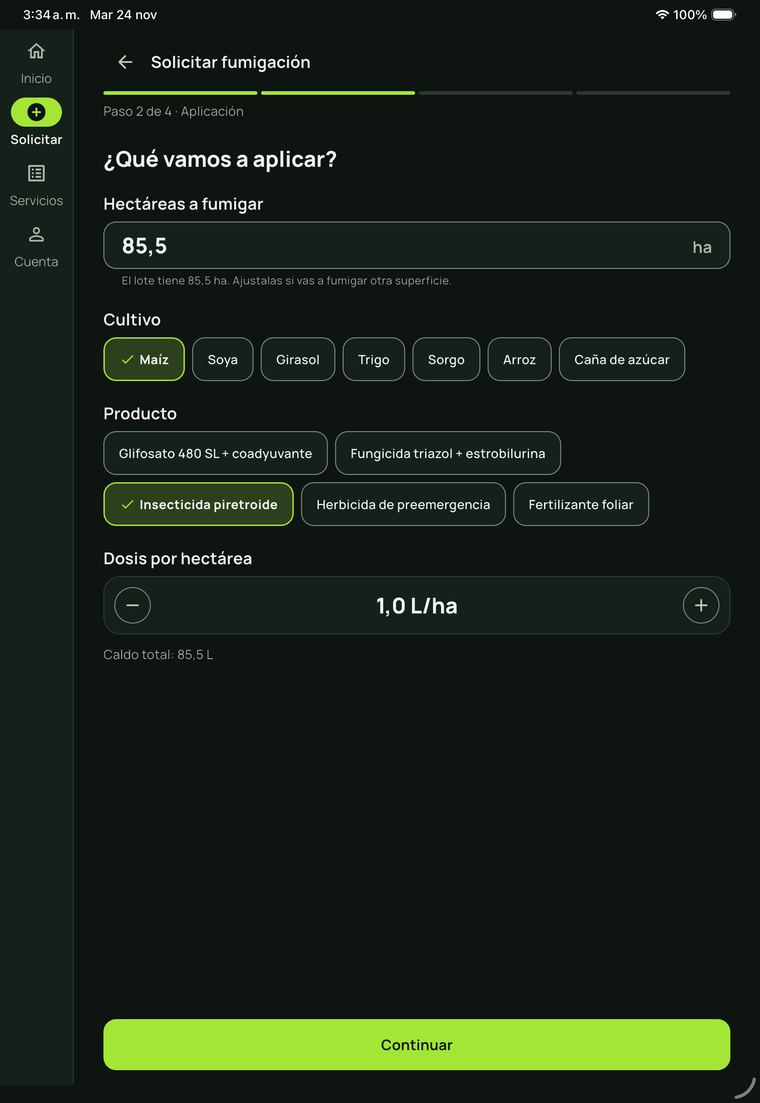 3:34 a. m. Mar 24 nov 100%
Inicio
Solicitar
Servicios
Cuenta
Solicitar fumigación
Paso 2 de 4 · Aplicación
¿Qué vamos a aplicar?
Hectáreas a fumigar
85,5 ha
El lote tiene 85,5 ha. Ajustalas si vas a fumigar otra superficie.
Cultivo
Maíz Soya Girasol Trigo Sorgo Arroz Caña de azúcar
Producto
Glifosato 480 SL + coadyuvante Fungicida triazol + estrobilurina
Insecticida piretroide Herbicida de preemergencia Fertilizante foliar
Dosis por hectárea
− 1,0 L/ha +
Caldo total: 85,5 L
Continuar